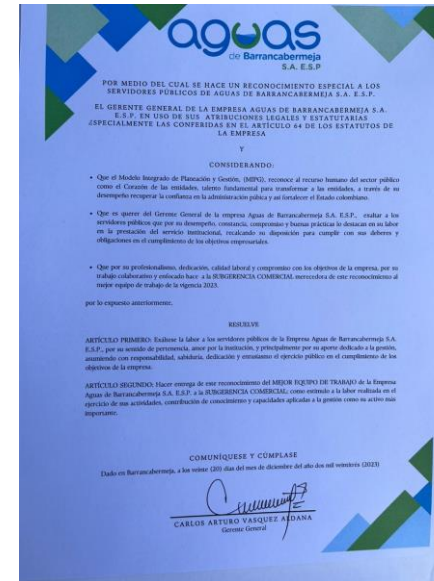 aguas
de Barrancabermeja
S.A. E.S.P
POR MEDIO DEL CUAL SE HACE UN RECONOCIMIENTO ESPECIAL A LOS
SERVIDORES PÚBLICOS DE AGUAS DE BARRANCABERMEJA S.A. E.S.P.
EL GERENTE GENERAL DE LA EMPRESA AGUAS DE BARRANCABERMEJA S.A.
E.S.P, EN USO DE SUS ATRIBUCIONES LEGALES Y ESTATUTARIAS
ESPECIALMENTE LAS CONFERIDAS EN EL ARTÍCULO 64 DE LOS ESTATUTOS DE
LA EMPRESA
Y
CONSIDERANDO:
• Que el Modelo Integrado de Planeación y Gestión, (MIPG), reconoce al recurso humano del sector público
como el Corazón de las entidades, talento fundamental para transformar a las entidades, a través de su
desempeño recuperar la confianza en la administración pública y así fortalecer el Estado colombiano.
• Que es querer del Gerente General de la empresa Aguas de Barrancabermeja S.A. E.S.P., exaltar a los
servidores públicos que por su desempeño, constancia, compromiso y buenas prácticas le destacan en su labor
en la prestación del servicio institucional, recalcando su disposición para cumplir con sus deberes y
obligaciones en el cumplimiento de los objetivos empresariales.
• Que por su profesionalismo, dedicación, calidad laboral y compromiso con los objetivos de la empresa, por su
trabajo colaborativo y enfocado hace a la SUBGERENCIA COMERCIAL merecedora de este reconocimiento al
mejor equipo de trabajo de la vigencia 2023.
por lo expuesto anteriormente,
RESUELVE
ARTÍCULO PRIMERO: Exáltese la labor a los servidores públicos de la Empresa Aguas de Barrancabermeja S.A.
E.S.P., por su sentido de pertenencia, amor por la institución, y principalmente por su aporte dedicado a la gestión,
asumiendo con responsabilidad, sabiduría, dedicación y entusiasmo el ejercicio público en el cumplimiento de los
objetivos de la empresa.
ARTÍCULO SEGUNDO: Hacer entrega de este reconocimiento del MEJOR EQUIPO DE TRABAJO de la Empresa
Aguas de Barrancabermeja S.A. E.S.P. a la SUBGERENCIA COMERCIAL; como estímulo a la labor realizada en el
ejercicio de sus actividades, contribución de conocimiento y capacidades aplicadas a la gestión como su activo más
importante.
COMUNÍQUESE Y CÚMPLASE
Dado en Barrancabermeja, a los veinte (20) días del mes de diciembre del año dos mil veintitrés (2023)
CARLOS ARTURO VASQUEZ ALDANA
Gerente General